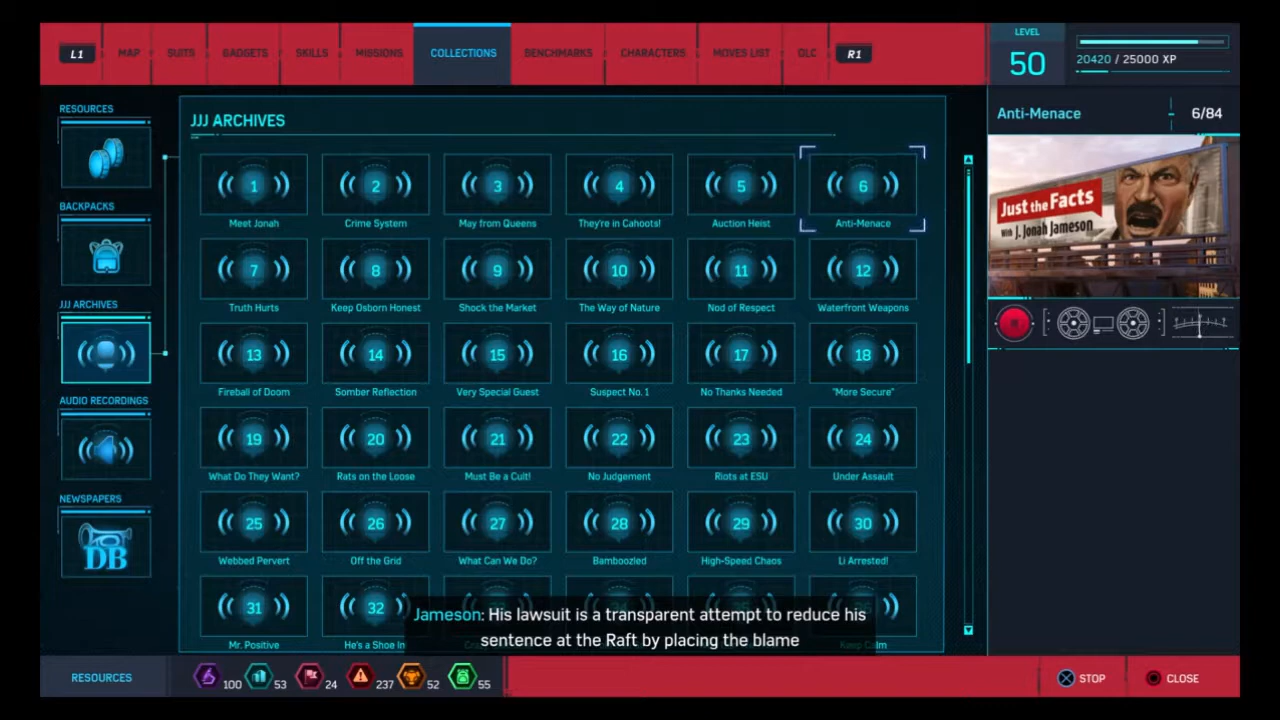 L1 MAP SUITS GADGETS SKILLS MISSIONS COLLECTIONS BENCHMARKS CHARACTERS MOVES LIST DLC R1
LEVEL
50
20420 / 25000 XP
RESOURCES
BACKPACKS
JJJ ARCHIVES
AUDIO RECORDINGS
NEWSPAPERS
DB
JJJ ARCHIVES
1 2 3 4 5 6
Meet Jonah Crime System May from Queens They're in Cahoots! Auction Heist Anti-Menace
7 8 9 10 11 12
Truth Hurts Keep Osborn Honest Shock the Market The Way of Nature Nod of Respect Waterfront Weapons
13 14 15 16 17 18
Fireball of Doom Somber Reflection Very Special Guest Suspect No. 1 No Thanks Needed "More Secure"
19 20 21 22 23 24
What Do They Want? Rats on the Loose Must Be a Cult! No Judgement Riots at ESU Under Assault
25 26 27 28 29 30
Webbed Pervert Off the Grid What Can We Do? Bamboozled High-Speed Chaos Li Arrested!
31 32
Mr. Positive He's a Shoe In Keep Calm
Jameson: His lawsuit is a transparent attempt to reduce his
sentence at the Raft by placing the blame
Anti-Menace 6/84
Just the Facts
With J. Jonah Jameson
RESOURCES 100 53 24 237 52 55
STOP CLOSE